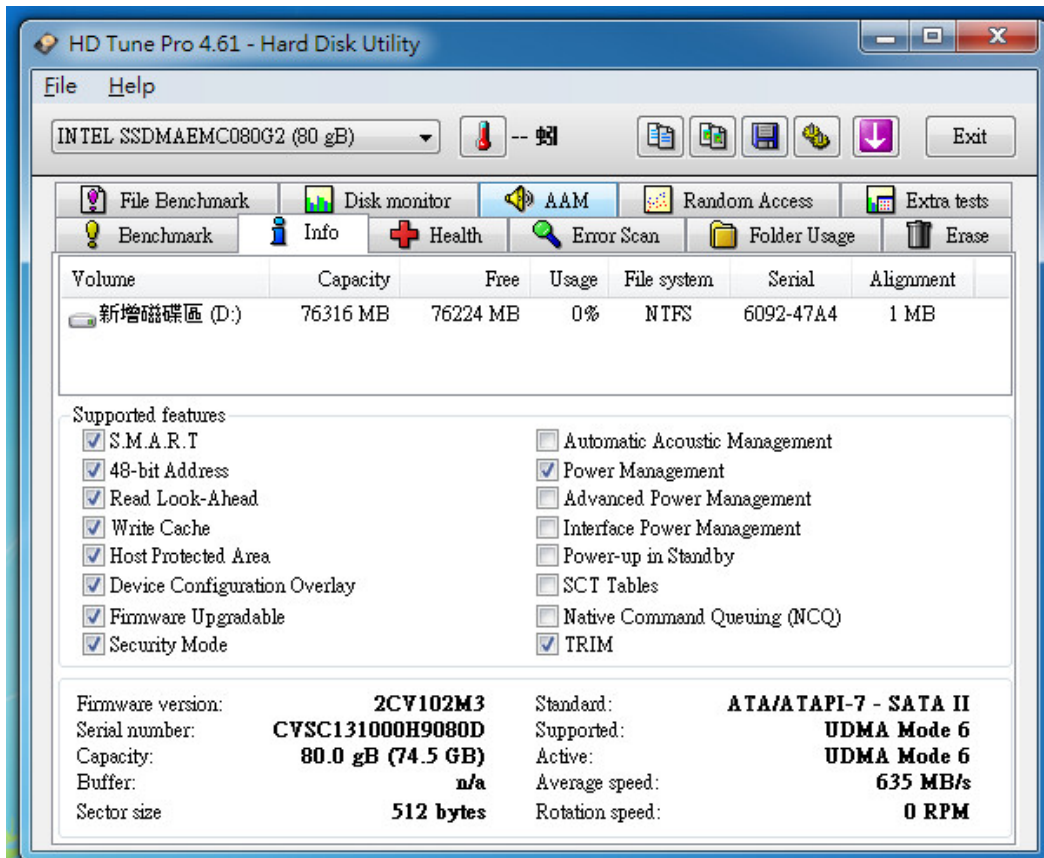 HD Tune Pro 4.61 - Hard Disk Utility
File Help
INTEL SSDMAEMC080G2 (80 gB) -- 蚓 Exit
File Benchmark Disk monitor AAM Random Access Extra tests
Benchmark Info Health Error Scan Folder Usage Erase
Volume Capacity Free Usage File system Serial Alignment
新增磁碟區 (D:) 76316 MB 76224 MB 0% NTFS 6092-47A4 1 MB
Supported features
S.M.A.R.T Automatic Acoustic Management
48-bit Address Power Management
Read Look-Ahead Advanced Power Management
Write Cache Interface Power Management
Host Protected Area Power-up in Standby
Device Configuration Overlay SCT Tables
Firmware Upgradable Native Command Queuing (NCQ)
Security Mode TRIM
Firmware version: 2CV102M3 Standard: ATA/ATAPI-7 - SATA II
Serial number: CVSC131000H9080D Supported: UDMA Mode 6
Capacity: 80.0 gB (74.5 GB) Active: UDMA Mode 6
Buffer: n/a Average speed: 635 MB/s
Sector size 512 bytes Rotation speed: 0 RPM